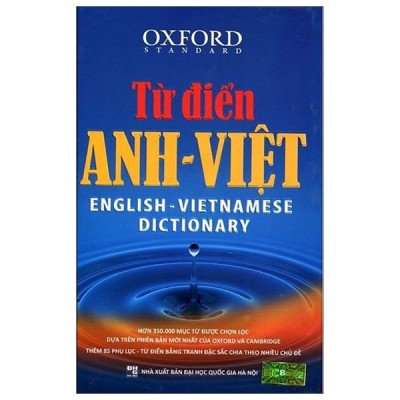 OXFORD
STANDARD
Từ điển
ANH-VIỆT
ENGLISH - VIETNAMESE
DICTIONARY
HƠN 350.000 MỤC TỪ ĐƯỢC CHỌN LỌC
DỰA TRÊN PHIÊN BẢN MỚI NHẤT CỦA OXFORD VÀ CAMBRIDGE
THÊM 85 PHỤ LỤC - TỪ ĐIỂN BẰNG TRANH ĐẶC SẮC CHIA THEO NHIỀU CHỦ ĐỀ
NHÀ XUẤT BẢN ĐẠI HỌC QUỐC GIA HÀ NỘI